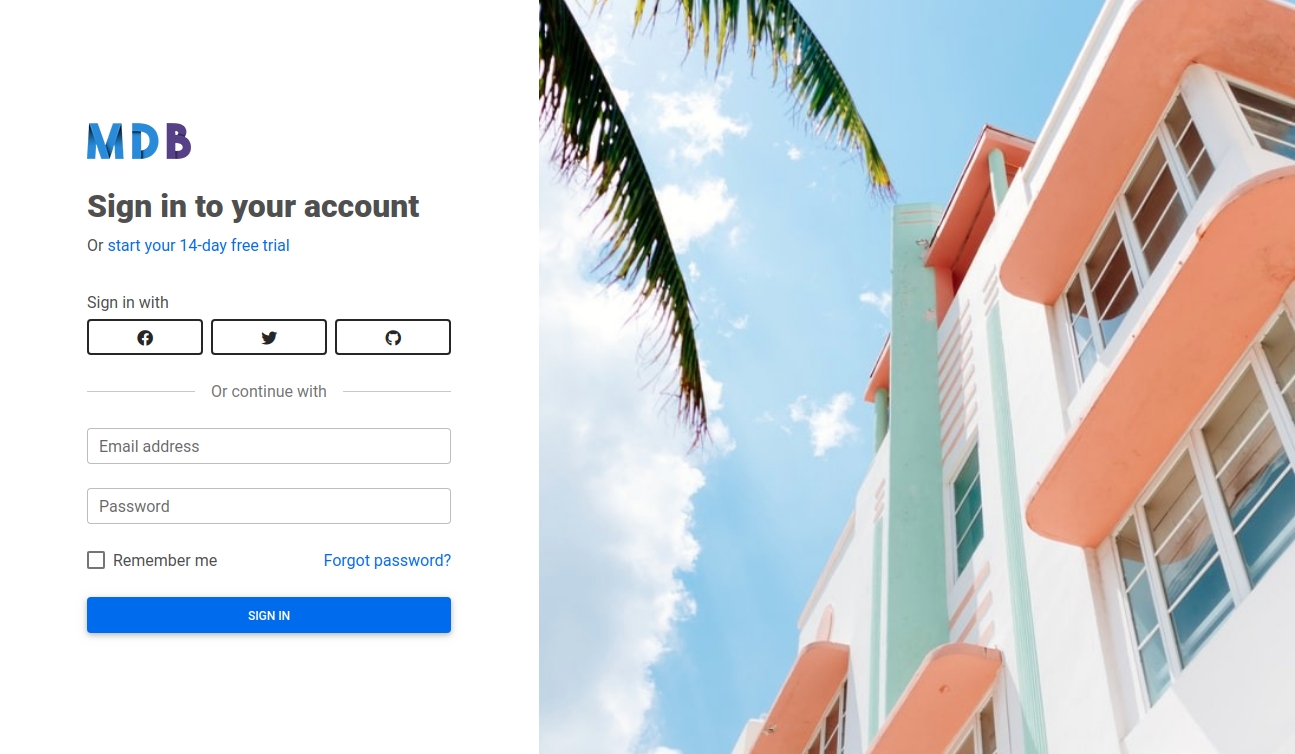 MDB
Sign in to your account
Or start your 14-day free trial
Sign in with
Or continue with
Email address
Password
Remember me
Forgot password?
SIGN IN